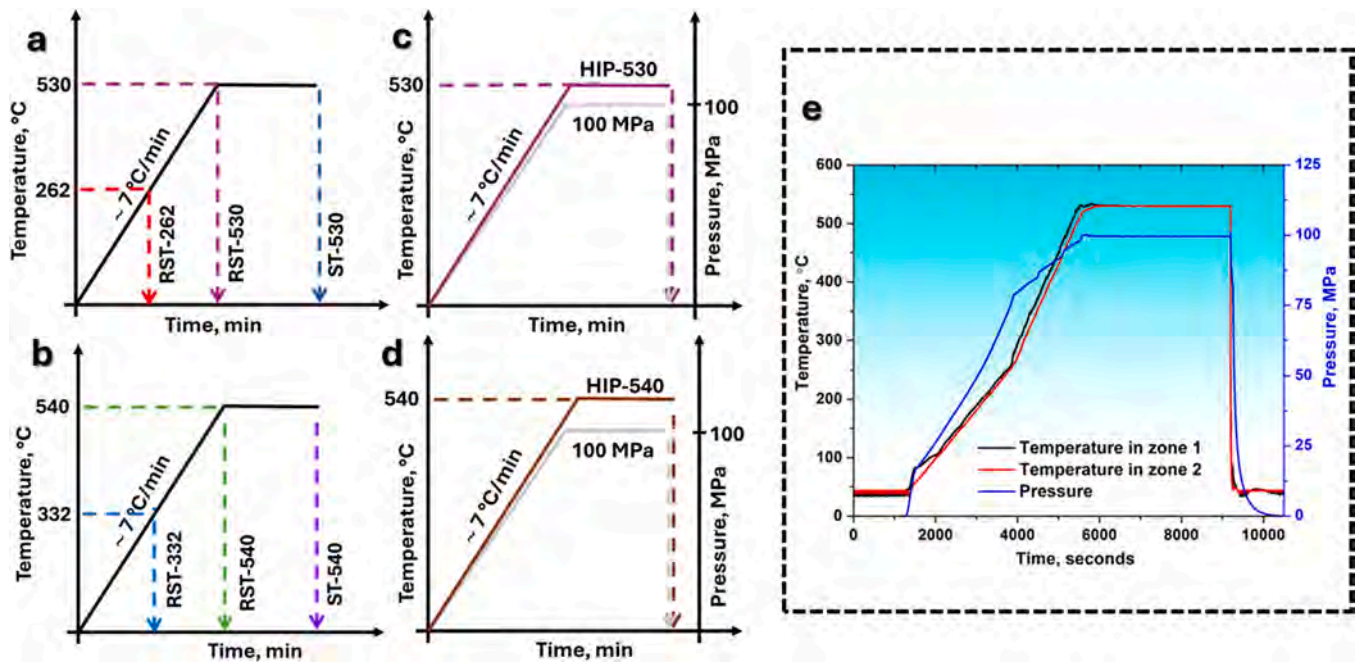 a
Temperature, °C
530
262
~ 7 °C/min
RST-262
RST-530
ST-530
Time, min
b
Temperature, °C
540
332
~ 7°C/min
RST-332
RST-540
ST-540
Time, min
c
Temperature, °C
530
~ 7 °C/min
HIP-530
100 MPa
100
Pressure, MPa
Time, min
d
Temperature, °C
540
~ 7°C/min
HIP-540
100 MPa
100
Pressure, MPa
Time, min
e
Temperature, °C
600
500
400
300
200
100
0
125
100
75
50
25
0
Pressure, MPa
Temperature in zone 1
Temperature in zone 2
Pressure
0 2000 4000 6000 8000 10000
Time, seconds